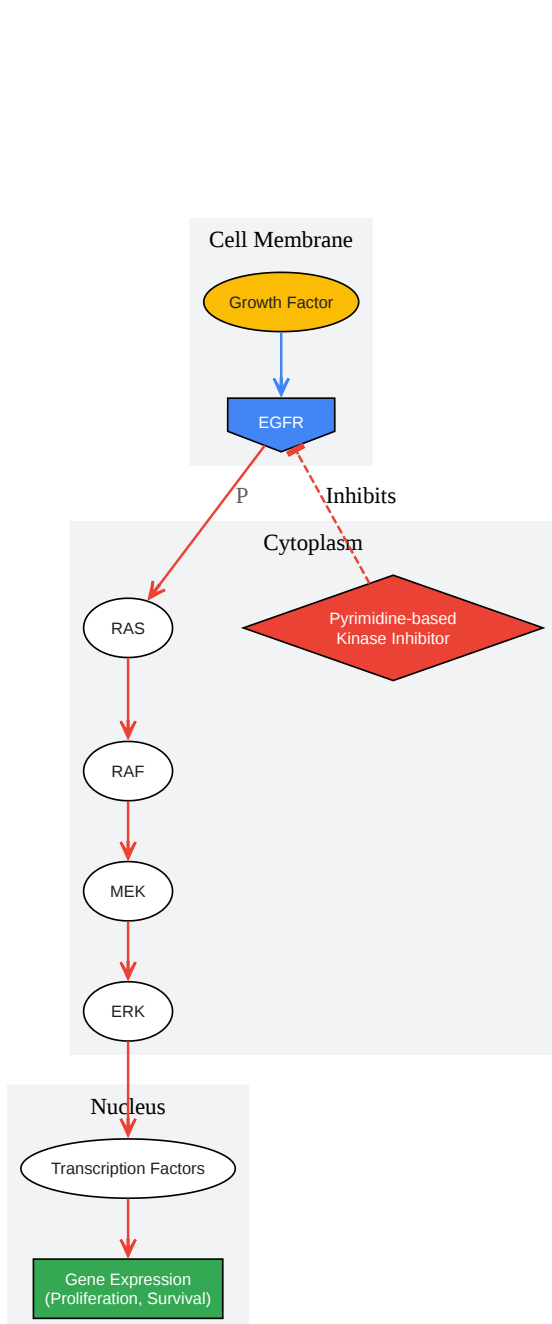 Cell Membrane
Growth Factor
EGFR
P
Inhibits
Cytoplasm
Pyrimidine-based
Kinase Inhibitor
RAS
RAF
MEK
ERK
Nucleus
Transcription Factors
Gene Expression
(Proliferation, Survival)